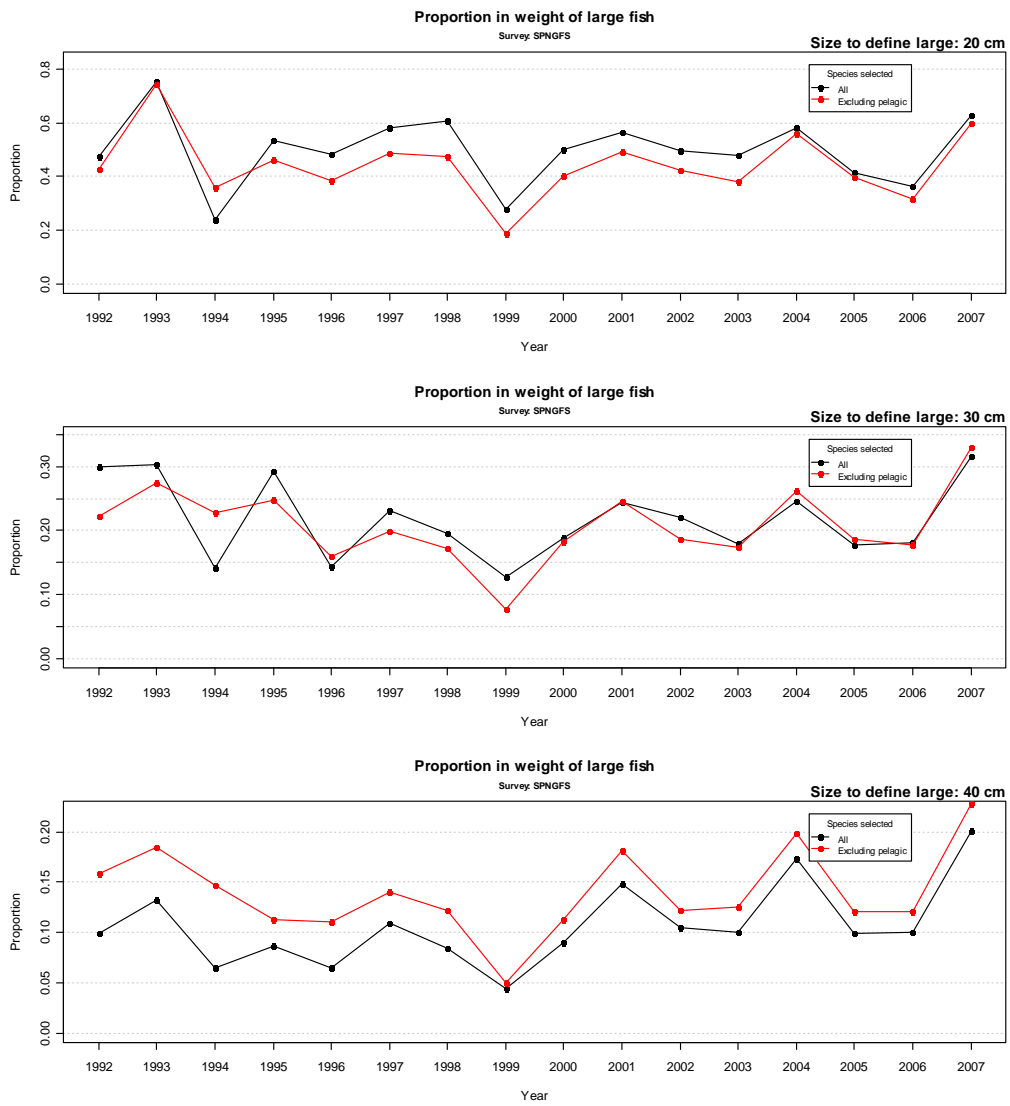 Proportion in weight of large fish
Survey: SPNGFS
Size to define large: 20 cm
Species selected
All
Excluding pelagic
Proportion
0.8
0.6
0.4
0.2
0.0
1992 1993 1994 1995 1996 1997 1998 1999 2000 2001 2002 2003 2004 2005 2006 2007
Year
Proportion in weight of large fish
Survey: SPNGFS
Size to define large: 30 cm
Species selected
All
Excluding pelagic
Proportion
0.30
0.20
0.10
0.00
1992 1993 1994 1995 1996 1997 1998 1999 2000 2001 2002 2003 2004 2005 2006 2007
Year
Proportion in weight of large fish
Survey: SPNGFS
Size to define large: 40 cm
Species selected
All
Excluding pelagic
Proportion
0.20
0.15
0.10
0.05
0.00
1992 1993 1994 1995 1996 1997 1998 1999 2000 2001 2002 2003 2004 2005 2006 2007
Year